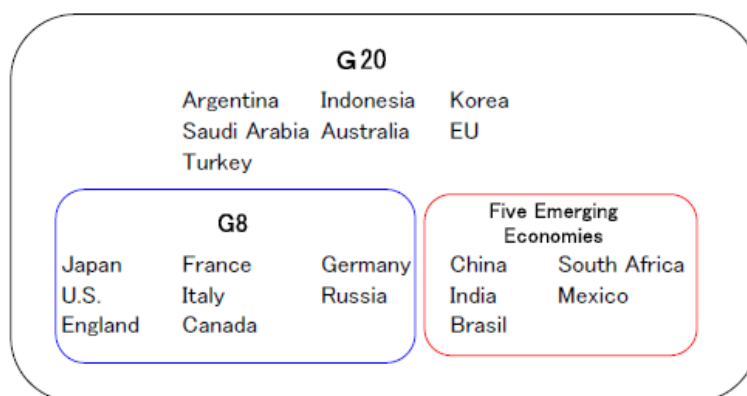 G20
Argentina Indonesia Korea
Saudi Arabia Australia EU
Turkey
G8
Japan France Germany
U.S. Italy Russia
England Canada
Five Emerging
Economies
China South Africa
India Mexico
Brasil